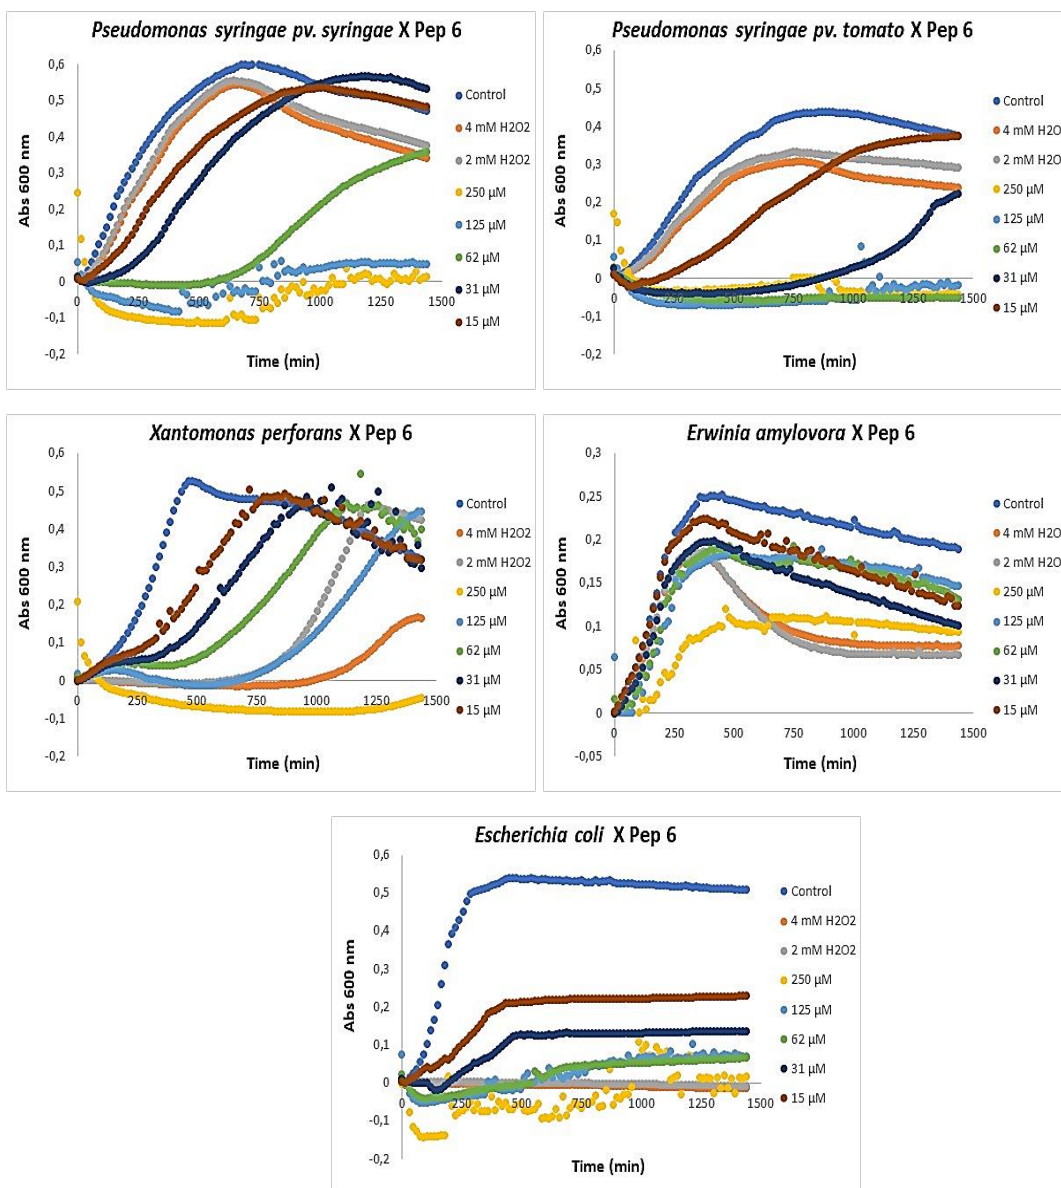 Pseudomonas syringae pv. syringae X Pep 6
0,6
0,5
0,4
0,3
0,2
0,1
0
-0,1
-0,2
Abs 600 nm
250
500
750
1000
1250
1500
0
Time (min)
Control
4 mM H2O2
2 mM H2O2
250 µM
125 µM
62 µM
31 µM
15 µM
Pseudomonas syringae pv. tomato X Pep 6
0,6
0,5
0,4
0,3
0,2
0,1
0
-0,1
-0,2
Abs 600 nm
0
250
500
750
1000
1250
1500
Time (min)
Control
4 mM H2O2
2 mM H2O
250 µM
125 µM
62 µM
31 µM
15 µM
Xantomonas perforans X Pep 6
0,6
0,5
0,4
0,3
0,2
0,1
0
-0,1
-0,2
Abs 600 nm
0
250
500
750
1000
1250
1500
Time (min)
Control
4 mM H2O2
2 mM H2O2
250 µM
125 µM
62 µM
31 µM
15 µM
Erwinia amylovora X Pep 6
0,3
0,25
0,2
0,15
0,1
0,05
0
-0,05
Abs 600 nm
0
250
500
750
1000
1250
1500
Time (min)
Control
4 mM H2O
2 mM H2O
250 µM
125 µM
62 µM
31 µM
15 µM
Escherichia coli X Pep 6
0,6
0,5
0,4
0,3
0,2
0,1
0
-0,1
-0,2
Abs 600 nm
0
250
500
750
1000
1250
1500
Time (min)
Control
4 mM H2O2
2 mM H2O2
250 µM
125 µM
62 µM
31 µM
15 µM